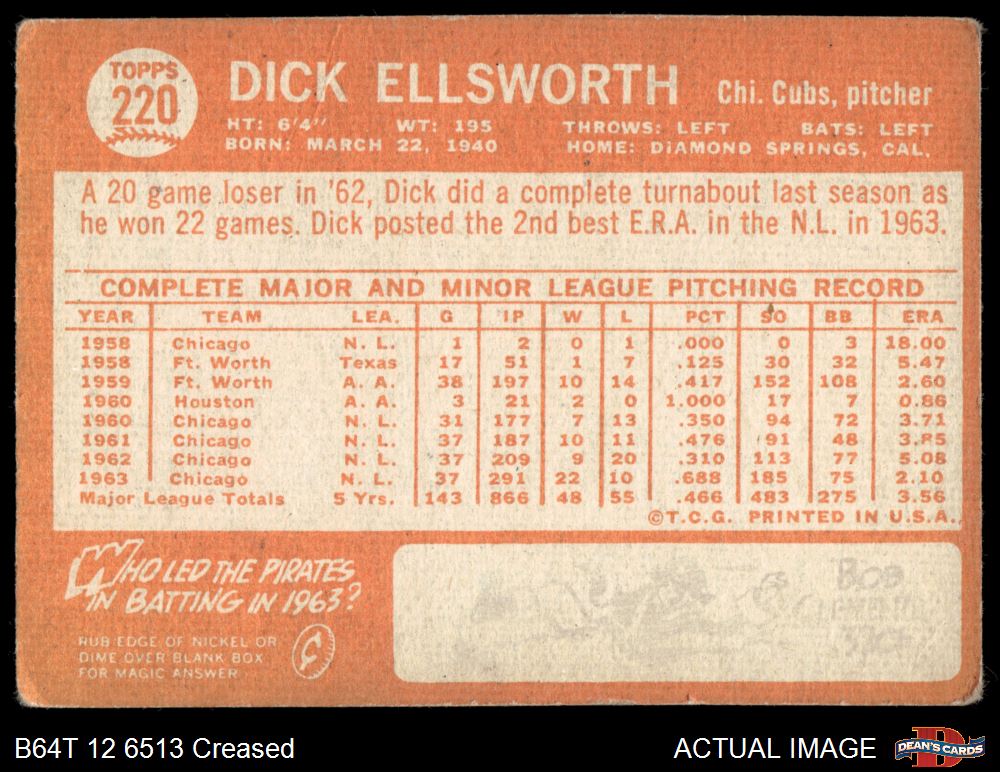 TOPPS
220
DICK ELLSWORTH Chi. Cubs, pitcher
HT: 6'4" WT: 195 THROWS: LEFT BATS: LEFT
BORN: MARCH 22, 1940 HOME: DIAMOND SPRINGS, CAL.
A 20 game loser in '62, Dick did a complete turnabout last season as
he won 22 games. Dick posted the 2nd best E.R.A. in the N.L. in 1963.
COMPLETE MAJOR AND MINOR LEAGUE PITCHING RECORD
YEAR TEAM LEA. G IP W L PCT SO BB ERA
1958 Chicago N. L. 1 2 0 1 .000 0 3 18.00
1958 Ft. Worth Texas 17 51 1 7 .125 30 32 5.47
1959 Ft. Worth A. A. 38 197 10 14 .417 152 108 2.60
1960 Houston A. A. 3 21 2 0 1.000 17 7 0.86
1960 Chicago N. L. 31 177 7 13 .350 94 72 3.71
1961 Chicago N. L. 37 187 10 11 .476 91 48 3.85
1962 Chicago N. L. 37 209 9 20 .310 113 77 5.08
1963 Chicago N. L. 37 291 22 10 .688 185 75 2.10
Major League Totals 5 Yrs. 143 866 48 55 .466 483 275 3.56
©T.C.G. PRINTED IN U.S.A.
WHO LED THE PIRATES
IN BATTING IN 1963?
RUB EDGE OF NICKEL OR
DIME OVER BLANK BOX
FOR MAGIC ANSWER
BOB
B64T 12 6513 Creased
ACTUAL IMAGE
DEAN'S CARDS